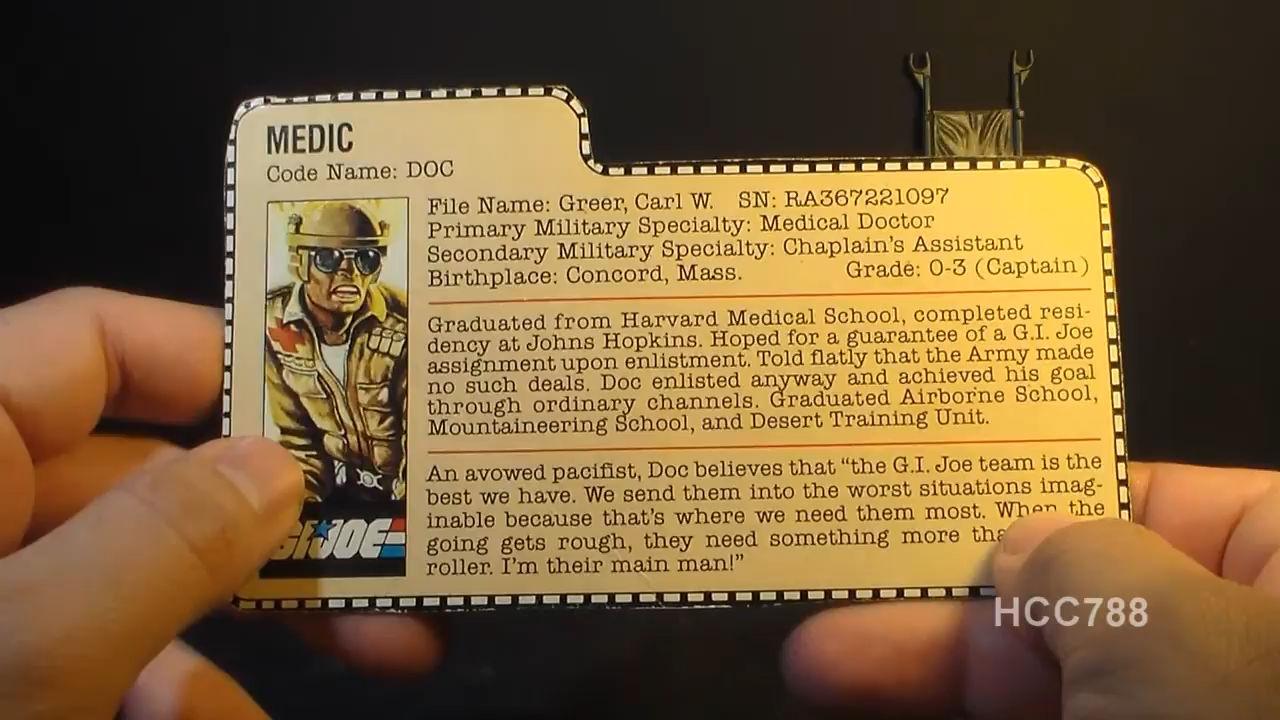 MEDIC
Code Name: DOC
File Name: Greer, Carl W. SN: RA367221097
Primary Military Specialty: Medical Doctor
Secondary Military Specialty: Chaplain's Assistant
Birthplace: Concord, Mass. Grade: O-3 (Captain)
Graduated from Harvard Medical School, completed resi-
dency at Johns Hopkins. Hoped for a guarantee of a G.I. Joe
assignment upon enlistment. Told flatly that the Army made
no such deals. Doc enlisted anyway and achieved his goal
through ordinary channels. Graduated Airborne School,
Mountaineering School, and Desert Training Unit.
An avowed pacifist, Doc believes that “the G.I. Joe team is the
best we have. We send them into the worst situations imag-
inable because that's where we need them most. When the
going gets rough, they need something more
roller. I'm their main man!”
GI JOE
HCC788